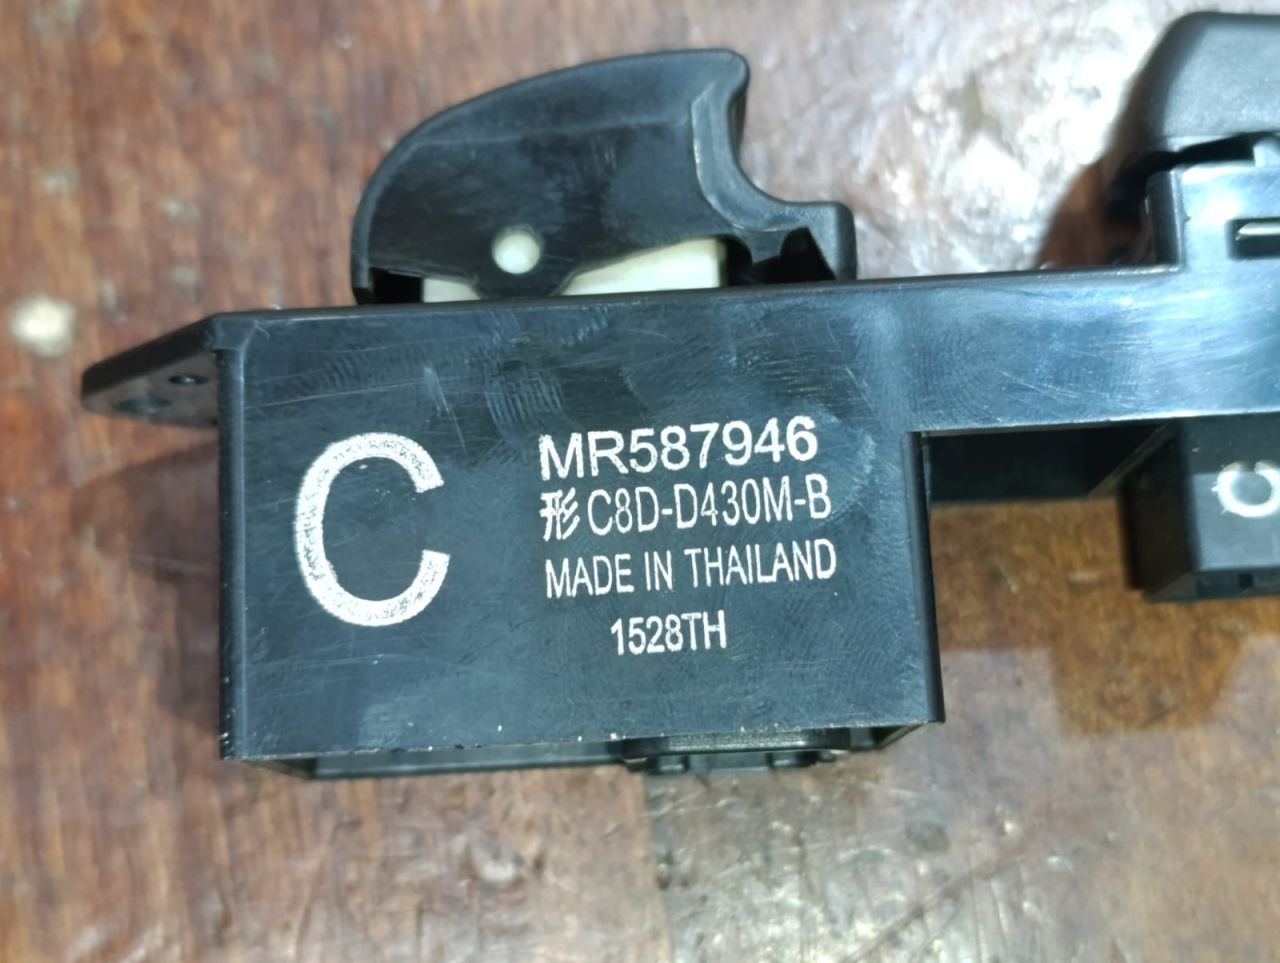 C
MR587946
形 C8D-D430M-B
MADE IN THAILAND
1528TH
C